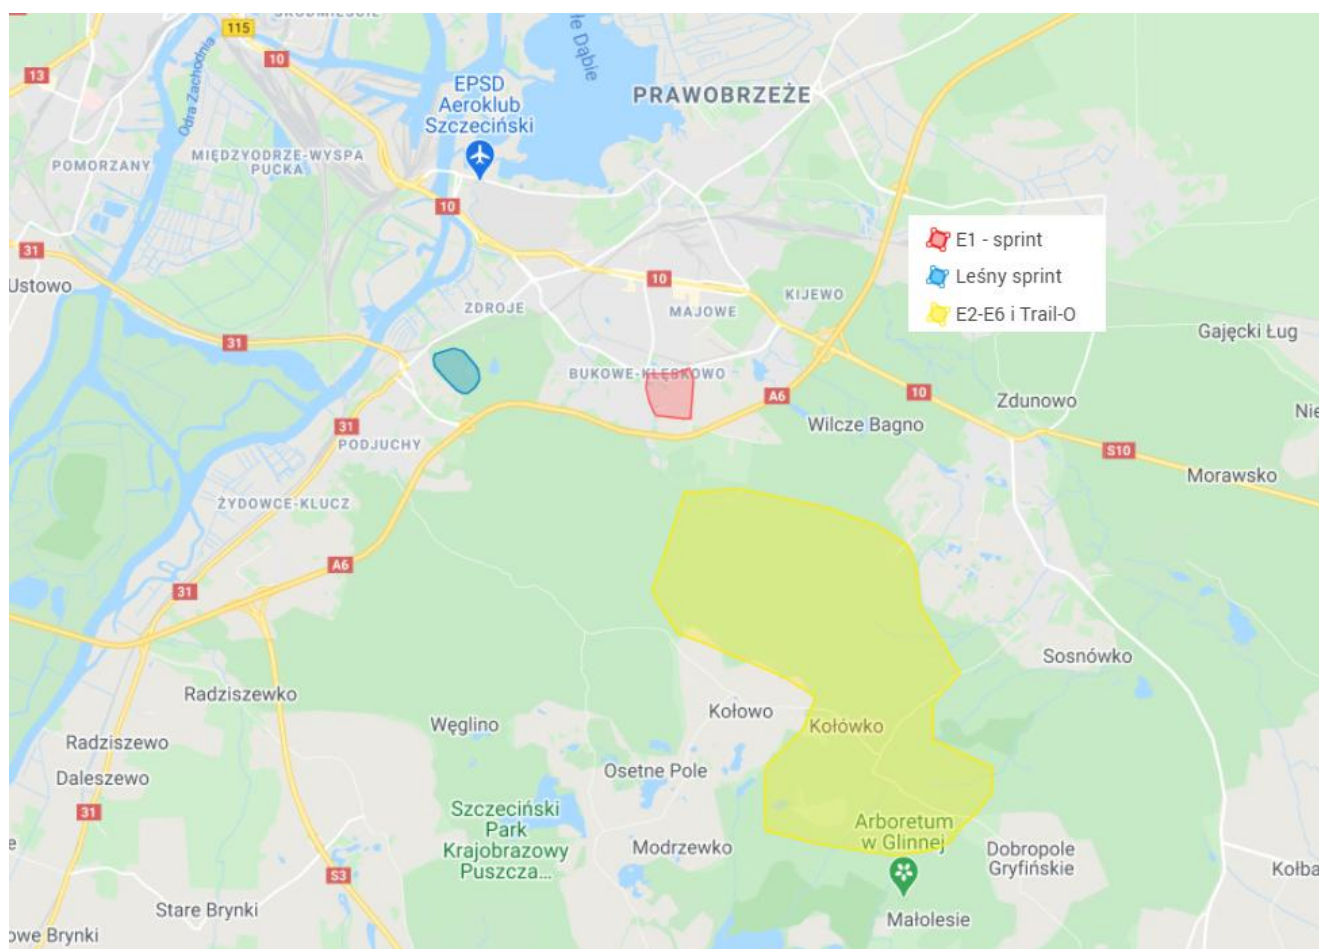 ŚRÓDMIEŚCIE
115
10
13
Odra Zachodnia
EPSD
Aeroklub
Szczeciński
le Dąbie
PRAWOBRZEŻE
POMORZANY
MIĘDZYODRZE-WYSPA
PUCKA
10
31
Ustowo
E1 - sprint
Leśny sprint
E2-E6 i Trail-O
10
ZDROJE
MAJOWE
KIJEWO
31
Gajęcki Ług
BUKOWE-KLĘSKOWO
A6
10
Zdunowo
Nie
31
PODJUCHY
Wilcze Bagno
S10
Morawsko
ŻYDOWCE-KLUCZ
A6
31
Sosnówko
Radziszewko
Węglino
Kołowo
Kołówko
Radziszewo
Daleszewo
Osetne Pole
31
Szczeciński
Park
Krajobrazowy
Puszcza...
Modrzewko
Arboretum
w Glinnej
Dobropole
Gryfińskie
e
S3
Kołba
Stare Brynki
Małolesie
owe Brynki